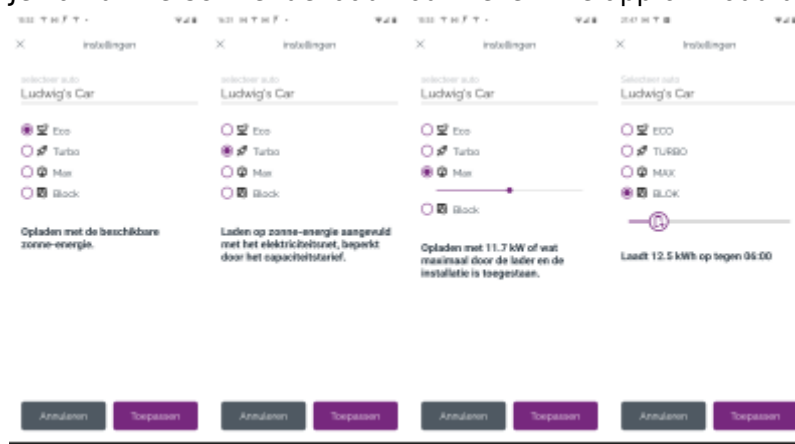 instellingen
selecteer auto
Ludwig's Car
Eco
Turbo
Max
Block
Opladen met de beschikbare
zonne-energie.
Annuleren
Toepassen
instellingen
selecteer auto
Ludwig's Car
Eco
Turbo
Max
Block
Laden op zonne-energie aangevuld
met het elektriciteitsnet, beperkt
door het capaciteitstarief.
Annuleren
Toepassen
instellingen
selecteer auto
Ludwig's Car
Eco
Turbo
Max
Block
Opladen met 11.7 kW of wat
maximaal door de lader en de
installatie is toegestaan.
Annuleren
Toepassen
instellingen
Selecteer auto
Ludwig's Car
ECO
TURBO
MAX
BLOK
Laadt 12.5 kWh op tegen 06:00
Annuleren
Toepassen